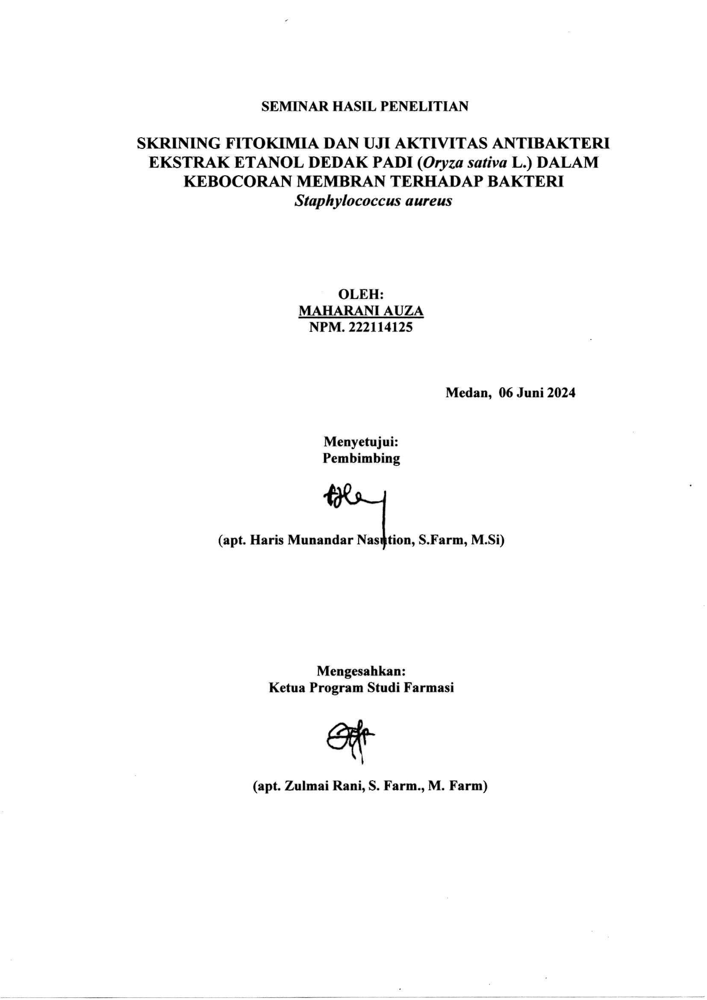 SEMINAR HASIL PENELITIAN
SKRINING FITOKIMIA DAN UJI AKTIVITAS ANTIBAKTERI
EKSTRAK ETANOL DEDAK PADI (Oryza sativa L.) DALAM
KEBOCORAN MEMBRAN TERHADAP BAKTERI
Staphylococcus aureus
OLEH:
MAHARANI AUZA
NPM. 222114125
Medan, 06 Juni 2024
Menyetujui:
Pembimbing
(apt. Haris Munandar Nasution, S.Farm, M.Si)
Mengesahkan:
Ketua Program Studi Farmasi
(apt. Zulmai Rani, S. Farm., M. Farm)